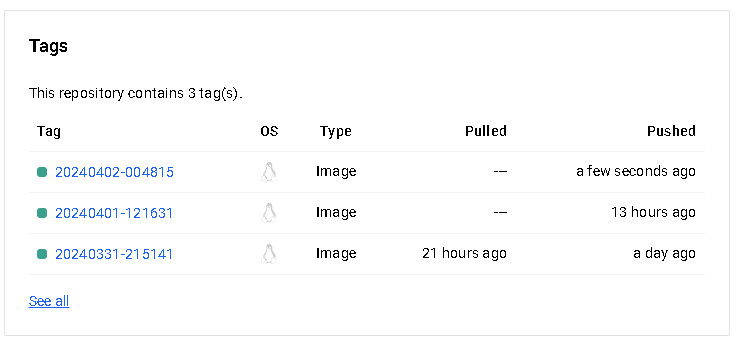 Tags
This repository contains 3 tag(s).
Tag OS Type Pulled Pushed
20240402-004815 Image --- a few seconds ago
20240401-121631 Image --- 13 hours ago
20240331-215141 Image 21 hours ago a day ago
See all